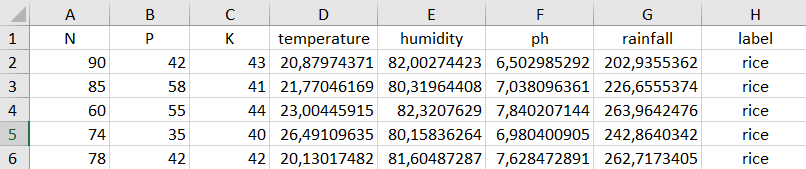 A B C D E F G H
1 N P K temperature humidity ph rainfall label
2 90 42 43 20,87974371 82,00274423 6,502985292 202,9355362 rice
3 85 58 41 21,77046169 80,31964408 7,038096361 226,6555374 rice
4 60 55 44 23,00445915 82,3207629 7,840207144 263,9642476 rice
5 74 35 40 26,49109635 80,15836264 6,980400905 242,8640342 rice
6 78 42 42 20,13017482 81,60487287 7,628472891 262,7173405 rice